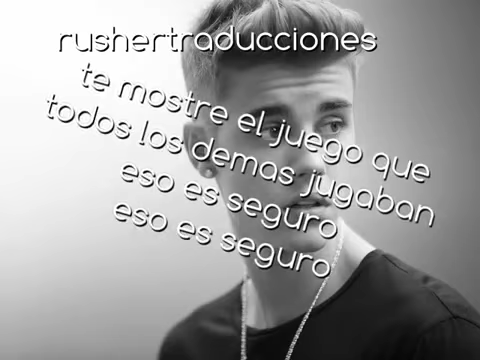 rushertraducciones
te mostre el juego que
todos los demas jugaban
eso es seguro
eso es seguro